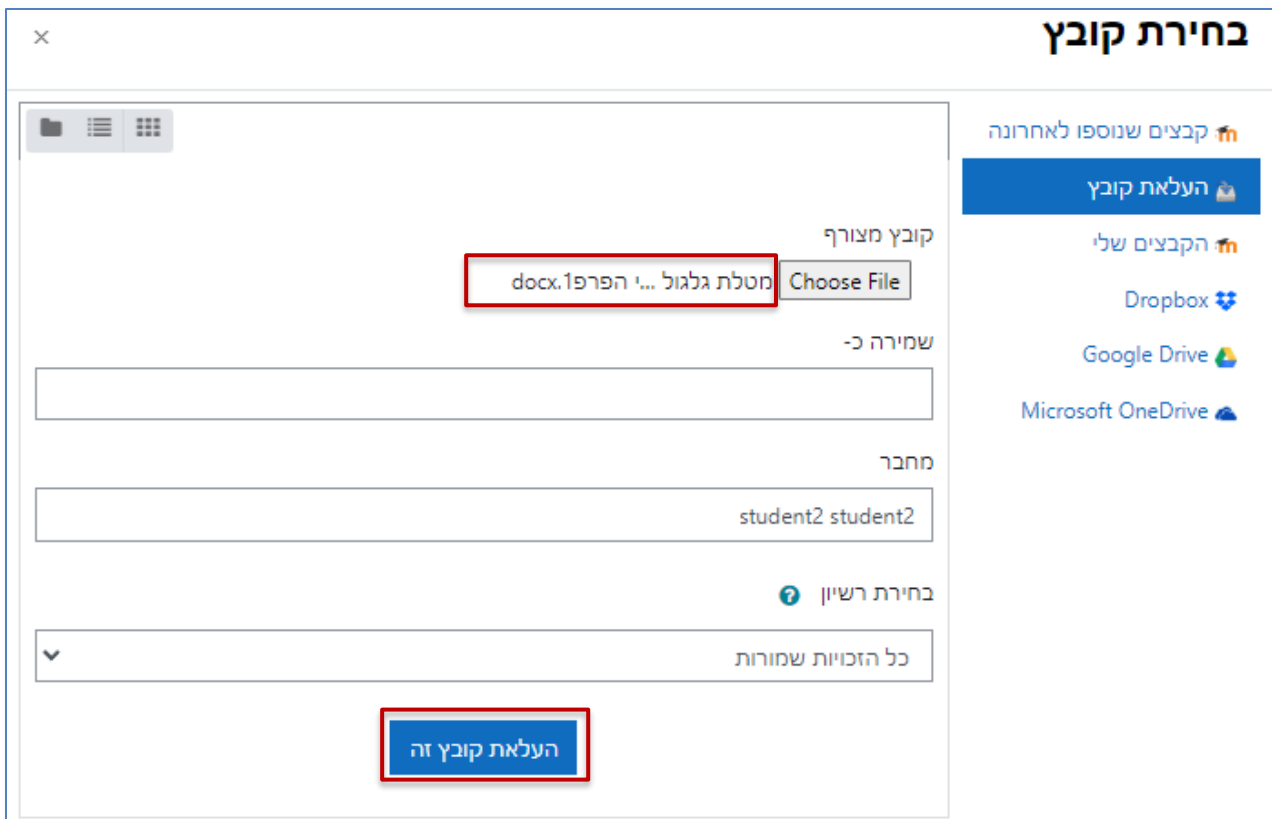 בחירת קובץ
×
קבצים שנוספו לאחרונה
העלאת קובץ
הקבצים שלי
Dropbox
Google Drive
Microsoft OneDrive
קובץ מצורף
Choose File מטלת גלגול ...י הפרפ1.docx
שמירה כ-
מחבר
student2 student2
בחירת רשיון
כל הזכויות שמורות
העלאת קובץ זה